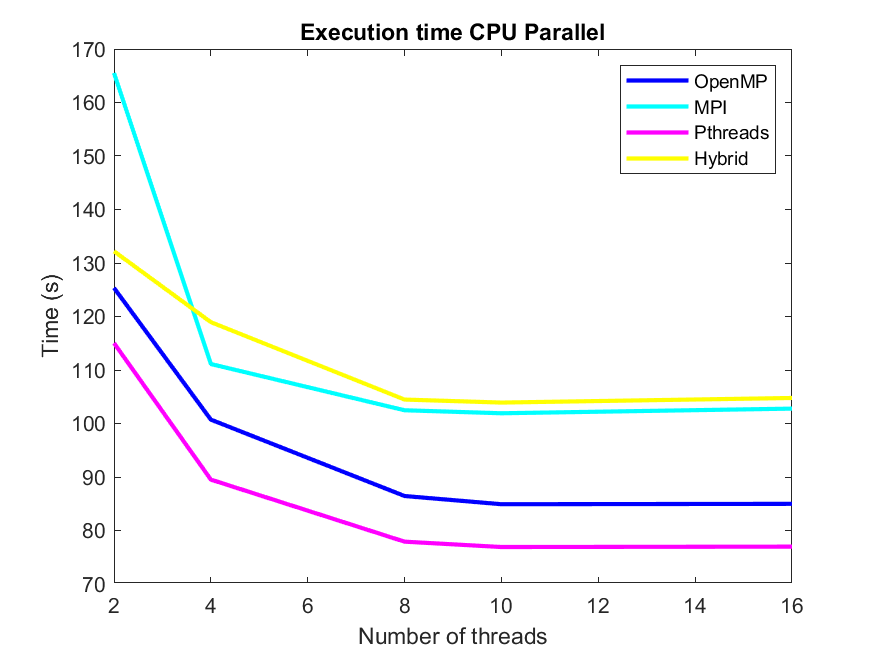 Execution time CPU Parallel
170
160
150
140
130
120
110
100
90
80
70
Time (s)
OpenMP
MPI
Pthreads
Hybrid
2 4 6 8 10 12 14 16
Number of threads